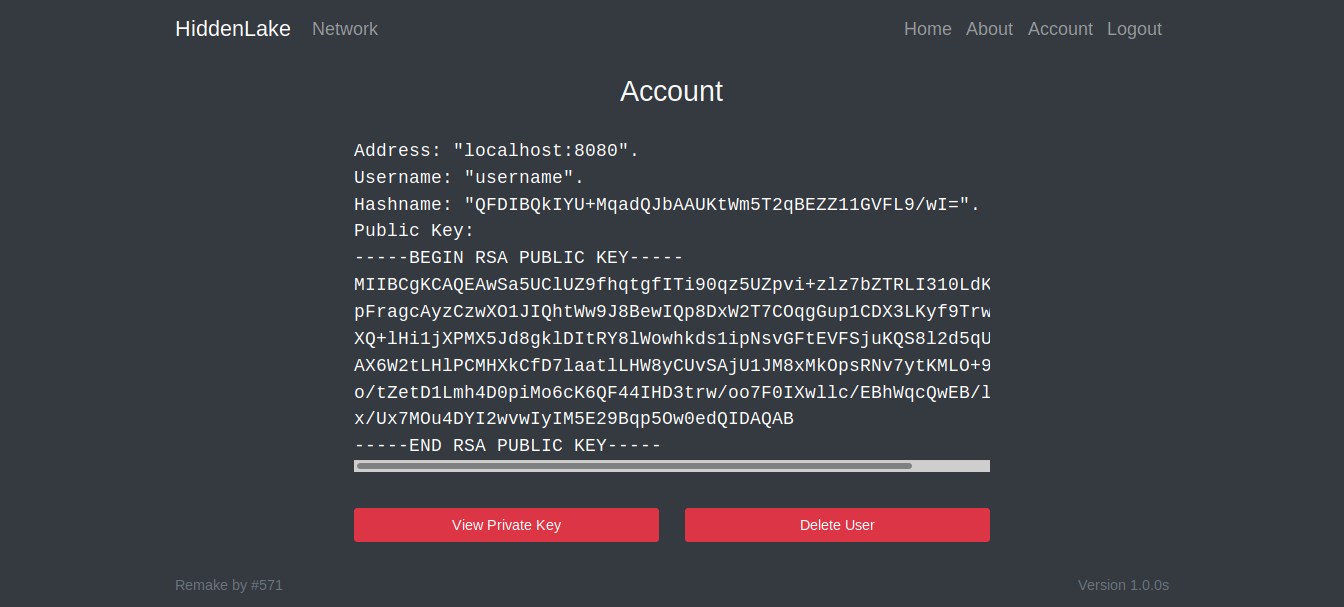 HiddenLake Network Home About Account Logout
Account
Address: "localhost:8080".
Username: "username".
Hashname: "QFDIBQkIYU+MqadQJbAAUKtWm5T2qBEZZ11GVFL9/wI=".
Public Key:
-----BEGIN RSA PUBLIC KEY-----
MIIBCgKCAQEAwSa5UClUZ9fhqtgfITi90qz5UZpvi+zlz7bZTRLI310LdK
pFragcAyzCzwXO1JIQhtWw9J8BewIQp8DxW2T7COqgGup1CDX3LKyf9Trw
XQ+lHi1jXPMX5Jd8gklDItRY8lWowhkds1ipNsvGFtEVFSjuKQS8l2d5qU
AX6W2tLHlPCMHXkCfD7laatlLHW8yCUvSAjU1JM8xMkOpsRNv7ytKMLO+9
o/tZetD1Lmh4D0piMo6cK6QF44IHD3trw/oo7F0IXwllc/EBhWqcQwEB/l
x/Ux7MOu4DYI2wvwIyIM5E29Bqp5Ow0edQIDAQAB
-----END RSA PUBLIC KEY-----
View Private Key Delete User
Remake by #571 Version 1.0.0s